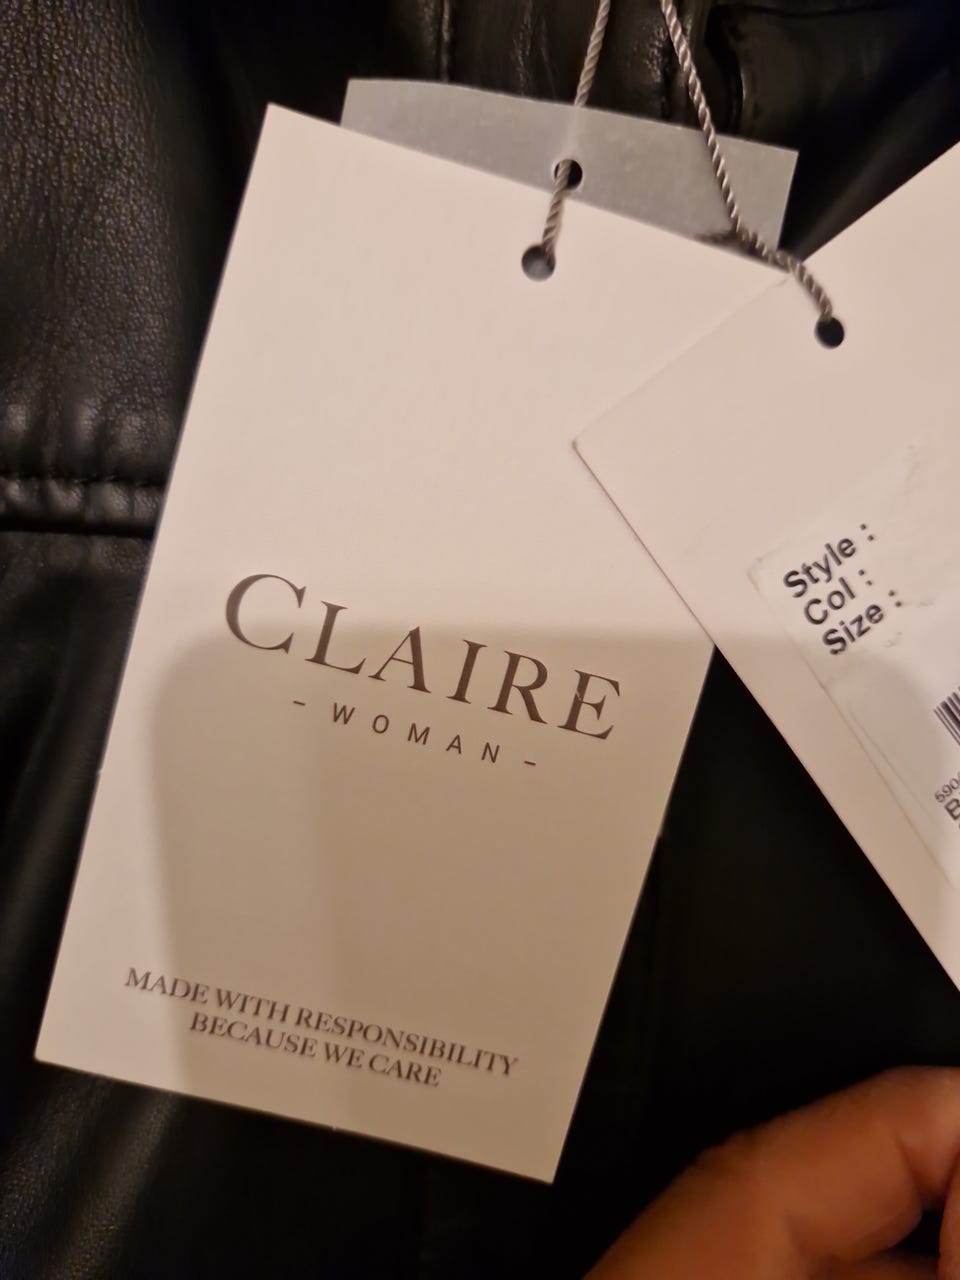 CLAIRE
- WOMAN -
MADE WITH RESPONSIBILITY
BECAUSE WE CARE
Style :
Col :
Size :